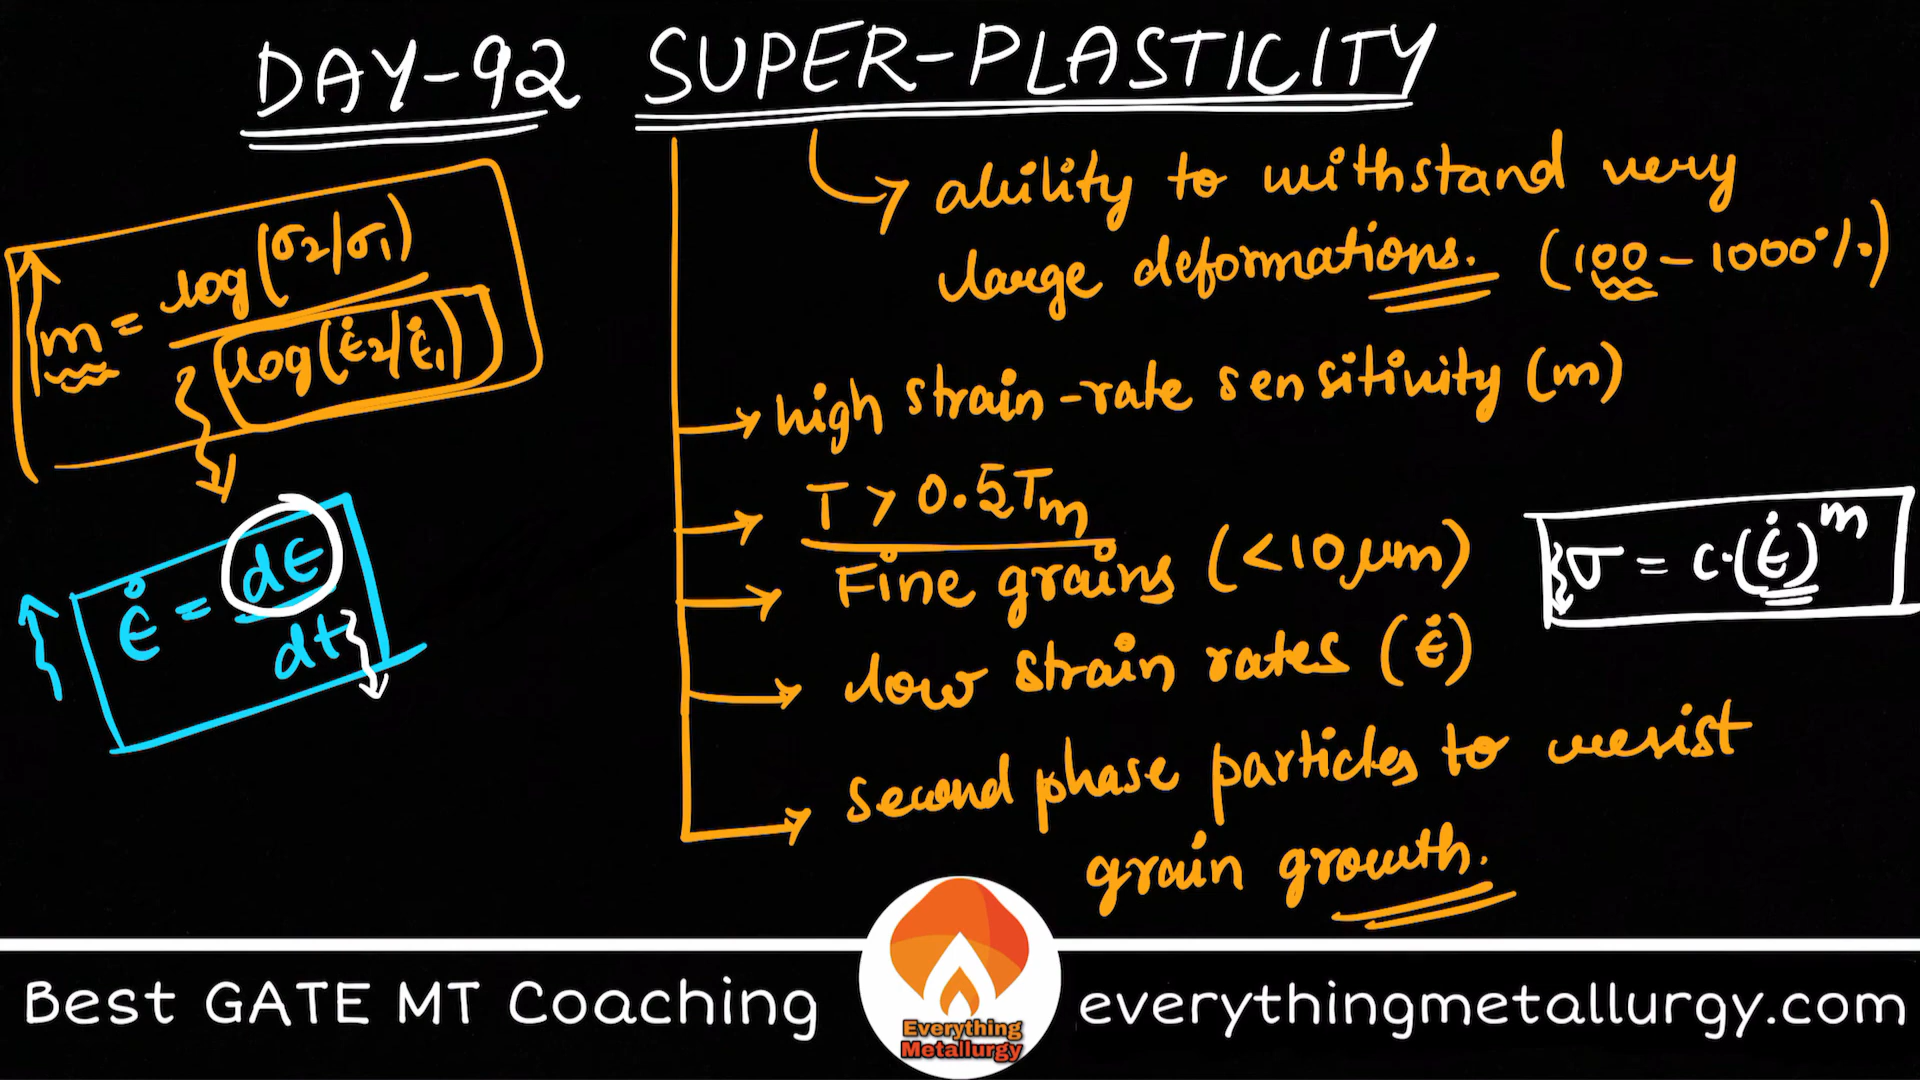 DAY-92 SUPER-PLASTICITY
ability to withstand very
large deformations. (100-1000%)
m = log(σ2/σ1) / log(ε̇2/ε̇1)
high strain-rate sensitivity (m)
T > 0.5Tm
Fine grains (<10μm)
σ = C·(ε̇)^m
ε̇ = dε/dt
low strain rates (ε̇)
second phase particles to resist
grain growth.
Best GATE MT Coaching
Everything
Metallurgy
everythingmetallurgy.com